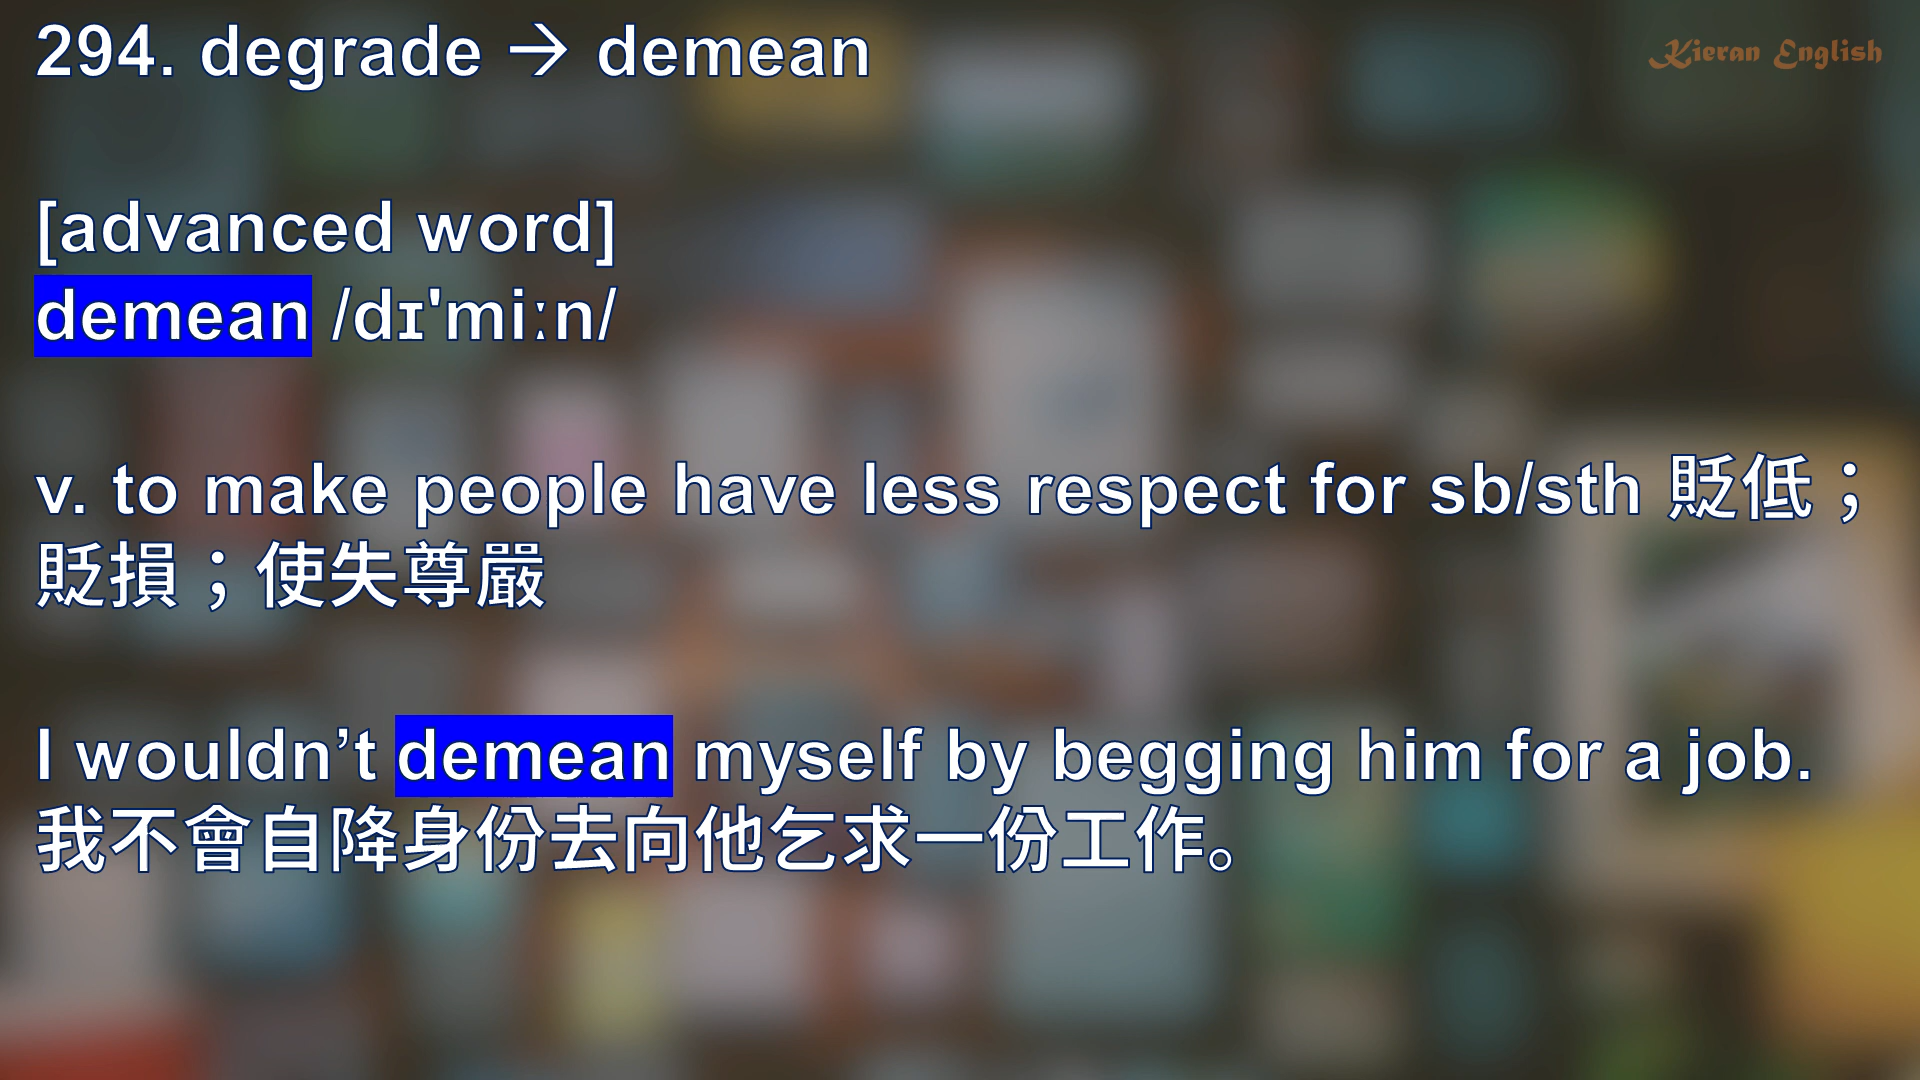 294. degrade → demean
Kieran English
[advanced word]
demean /dɪ'miːn/
v. to make people have less respect for sb/sth 貶低；
貶損；使失尊嚴
I wouldn’t demean myself by begging him for a job.
我不會自降身份去向他乞求一份工作。